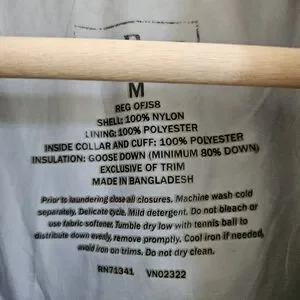 M
REG OFJS8
SHELL: 100% NYLON
LINING: 100% POLYESTER
INSIDE COLLAR AND CUFF: 100% POLYESTER
INSULATION: GOOSE DOWN (MINIMUM 80% DOWN)
EXCLUSIVE OF TRIM
MADE IN BANGLADESH
Prior to laundering close all closures. Machine wash cold
separately. Delicate cycle. Mild detergent. Do not bleach or
use fabric softener. Tumble dry low with tennis ball to
distribute down evenly, remove promptly. Cool iron if needed,
avoid iron on trims. Do not dry clean.
RN71341 VN02322